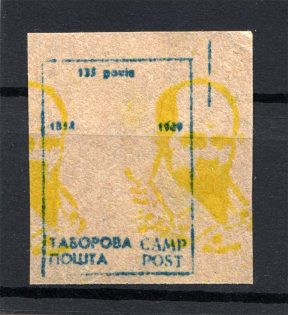 135 років
1814 1949
ТАБОРОВА CAMP
ПОШТА POST